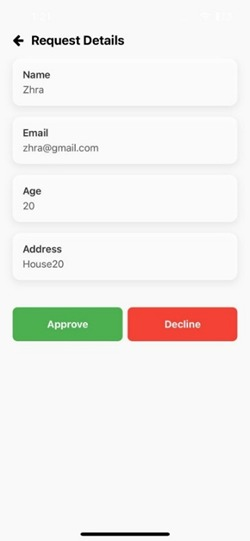 Request Details
Name
Zhra
Email
zhra@gmail.com
Age
20
Address
House20
Approve Decline